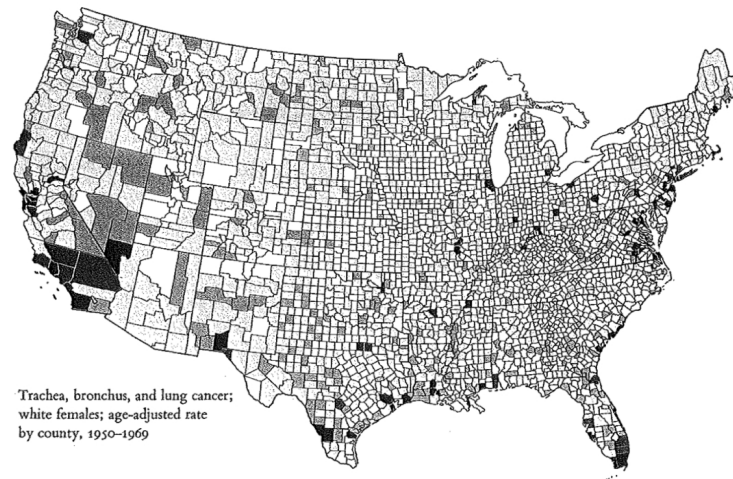 Trachea, bronchus, and lung cancer;
white females; age-adjusted rate
by county, 1950–1969